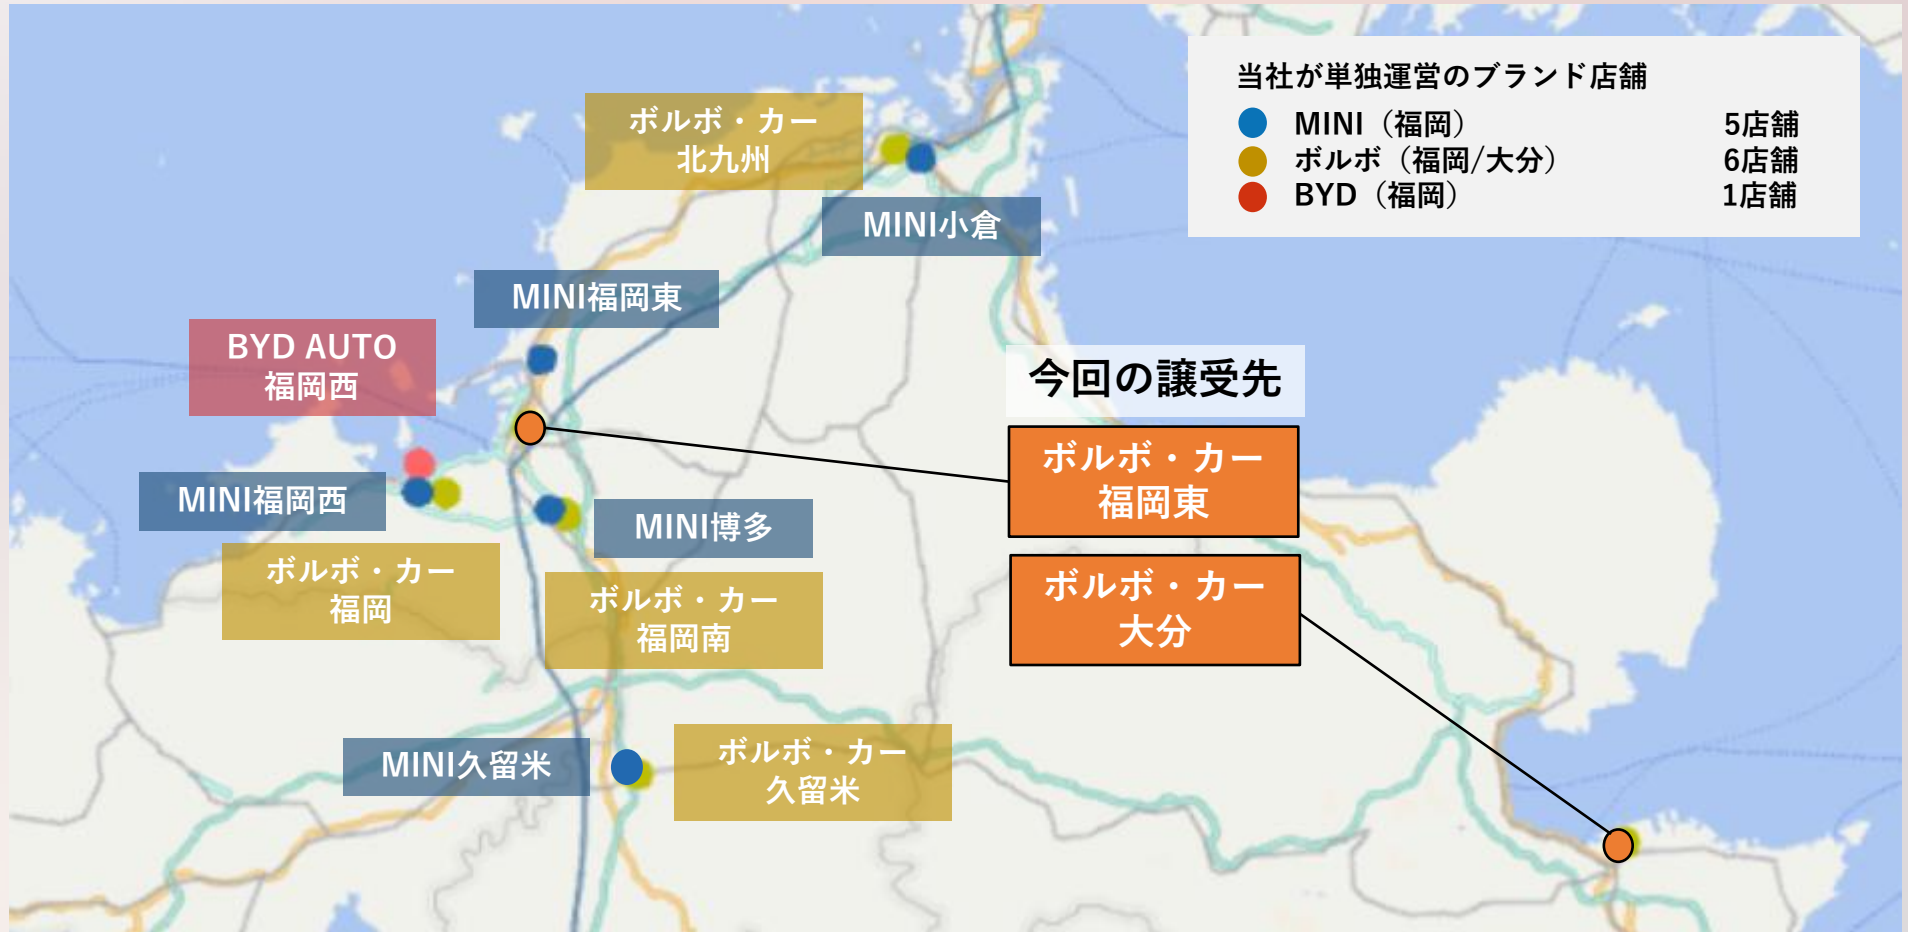 当社が単独運営のブランド店舗
MINI（福岡） 5店舗
ボルボ（福岡/大分） 6店舗
BYD（福岡） 1店舗
ボルボ・カー
北九州
MINI小倉
MINI福岡東
BYD AUTO
福岡西
今回の譲受先
ボルボ・カー
福岡東
MINI福岡西
MINI博多
ボルボ・カー
福岡
ボルボ・カー
福岡南
ボルボ・カー
大分
MINI久留米
ボルボ・カー
久留米